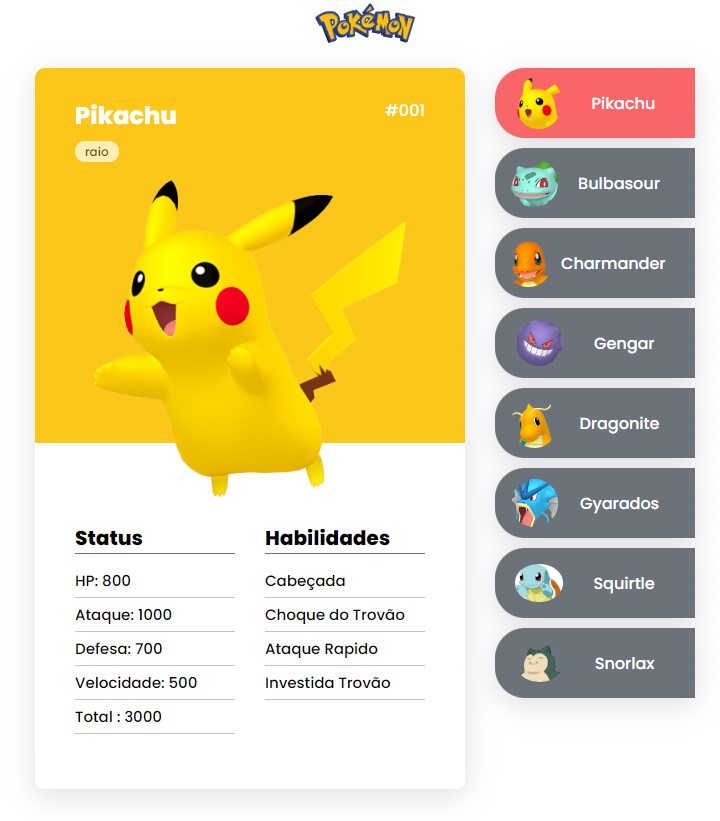 POKéMON
Pikachu
#001
raio
Status
HP: 800
Ataque: 1000
Defesa: 700
Velocidade: 500
Total : 3000
Habilidades
Cabeçada
Choque do Trovão
Ataque Rapido
Investida Trovão
Pikachu
Bulbasour
Charmander
Gengar
Dragonite
Gyarados
Squirtle
Snorlax